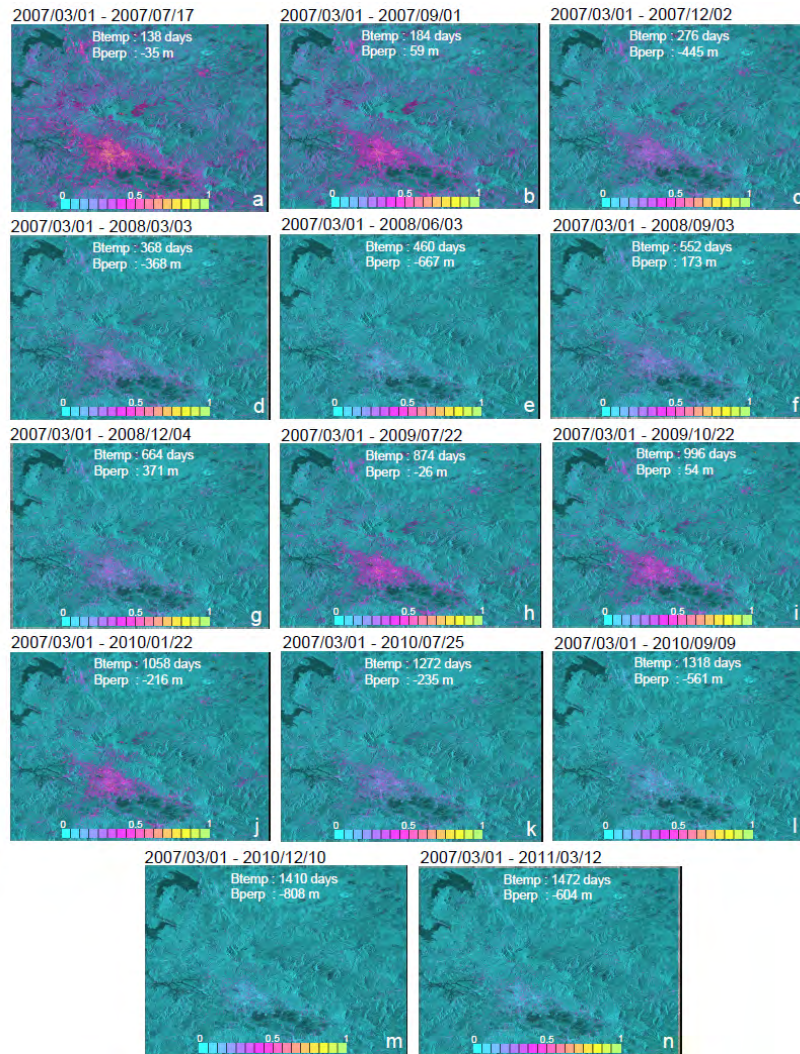 2007/03/01 - 2007/07/17
Btemp : 138 days
Bperp : -35 m
0 0.5 1
a
2007/03/01 - 2007/09/01
Btemp : 184 days
Bperp : 59 m
0 0.5 1
b
2007/03/01 - 2007/12/02
Btemp : 276 days
Bperp : -445 m
0 0.5 1
c
2007/03/01 - 2008/03/03
Btemp : 368 days
Bperp : -368 m
0 0.5 1
d
2007/03/01 - 2008/06/03
Btemp : 460 days
Bperp : -667 m
0 0.5 1
e
2007/03/01 - 2008/09/03
Btemp : 552 days
Bperp : 173 m
0 0.5 1
f
2007/03/01 - 2008/12/04
Btemp : 664 days
Bperp : 371 m
0 0.5 1
g
2007/03/01 - 2009/07/22
Btemp : 874 days
Bperp : -26 m
0 0.5 1
h
2007/03/01 - 2009/10/22
Btemp : 996 days
Bperp : 54 m
0 0.5 1
i
2007/03/01 - 2010/01/22
Btemp : 1058 days
Bperp : -216 m
0 0.5 1
j
2007/03/01 - 2010/07/25
Btemp : 1272 days
Bperp : -235 m
0 0.5 1
k
2007/03/01 - 2010/09/09
Btemp : 1318 days
Bperp : -561 m
0 0.5 1
l
2007/03/01 - 2010/12/10
Btemp : 1410 days
Bperp : -808 m
0 0.5 1
m
2007/03/01 - 2011/03/12
Btemp : 1472 days
Bperp : -604 m
0 0.5 1
n